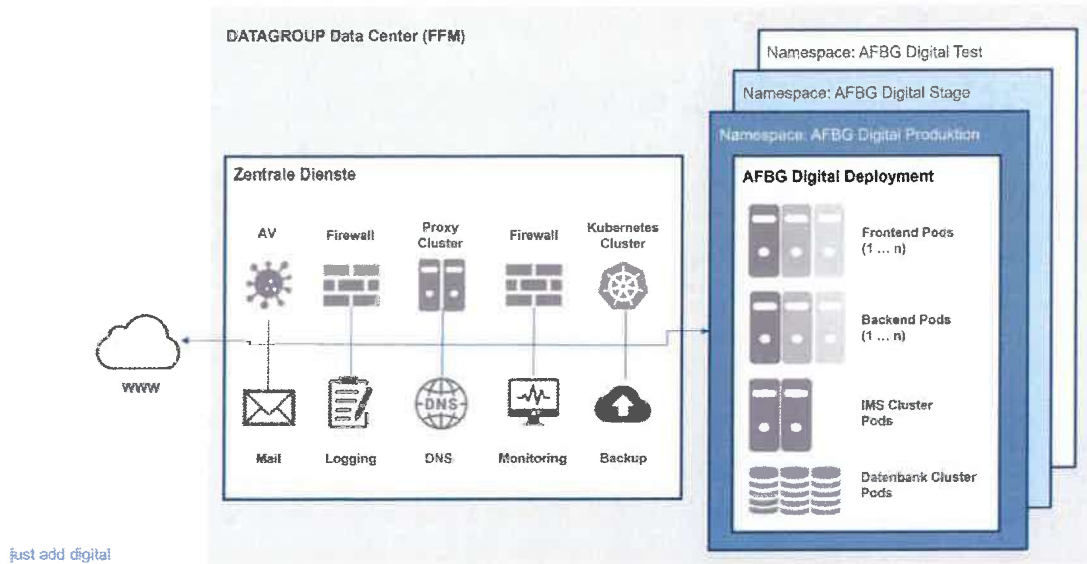 DATAGROUP Data Center (FFM)
Namespace: AFBG Digital Test
Namespace: AFBG Digital Stage
Namespace: AFBG Digital Produktion
Zentrale Dienste
AV
Firewall
Proxy
Cluster
Firewall
Kubernetes
Cluster
www
DNS
Mail
Logging
DNS
Monitoring
Backup
AFBG Digital Deployment
Frontend Pods
(1 ... n)
Backend Pods
(1 ... n)
IMS Cluster
Pods
Datenbank Cluster
Pods
just add digital